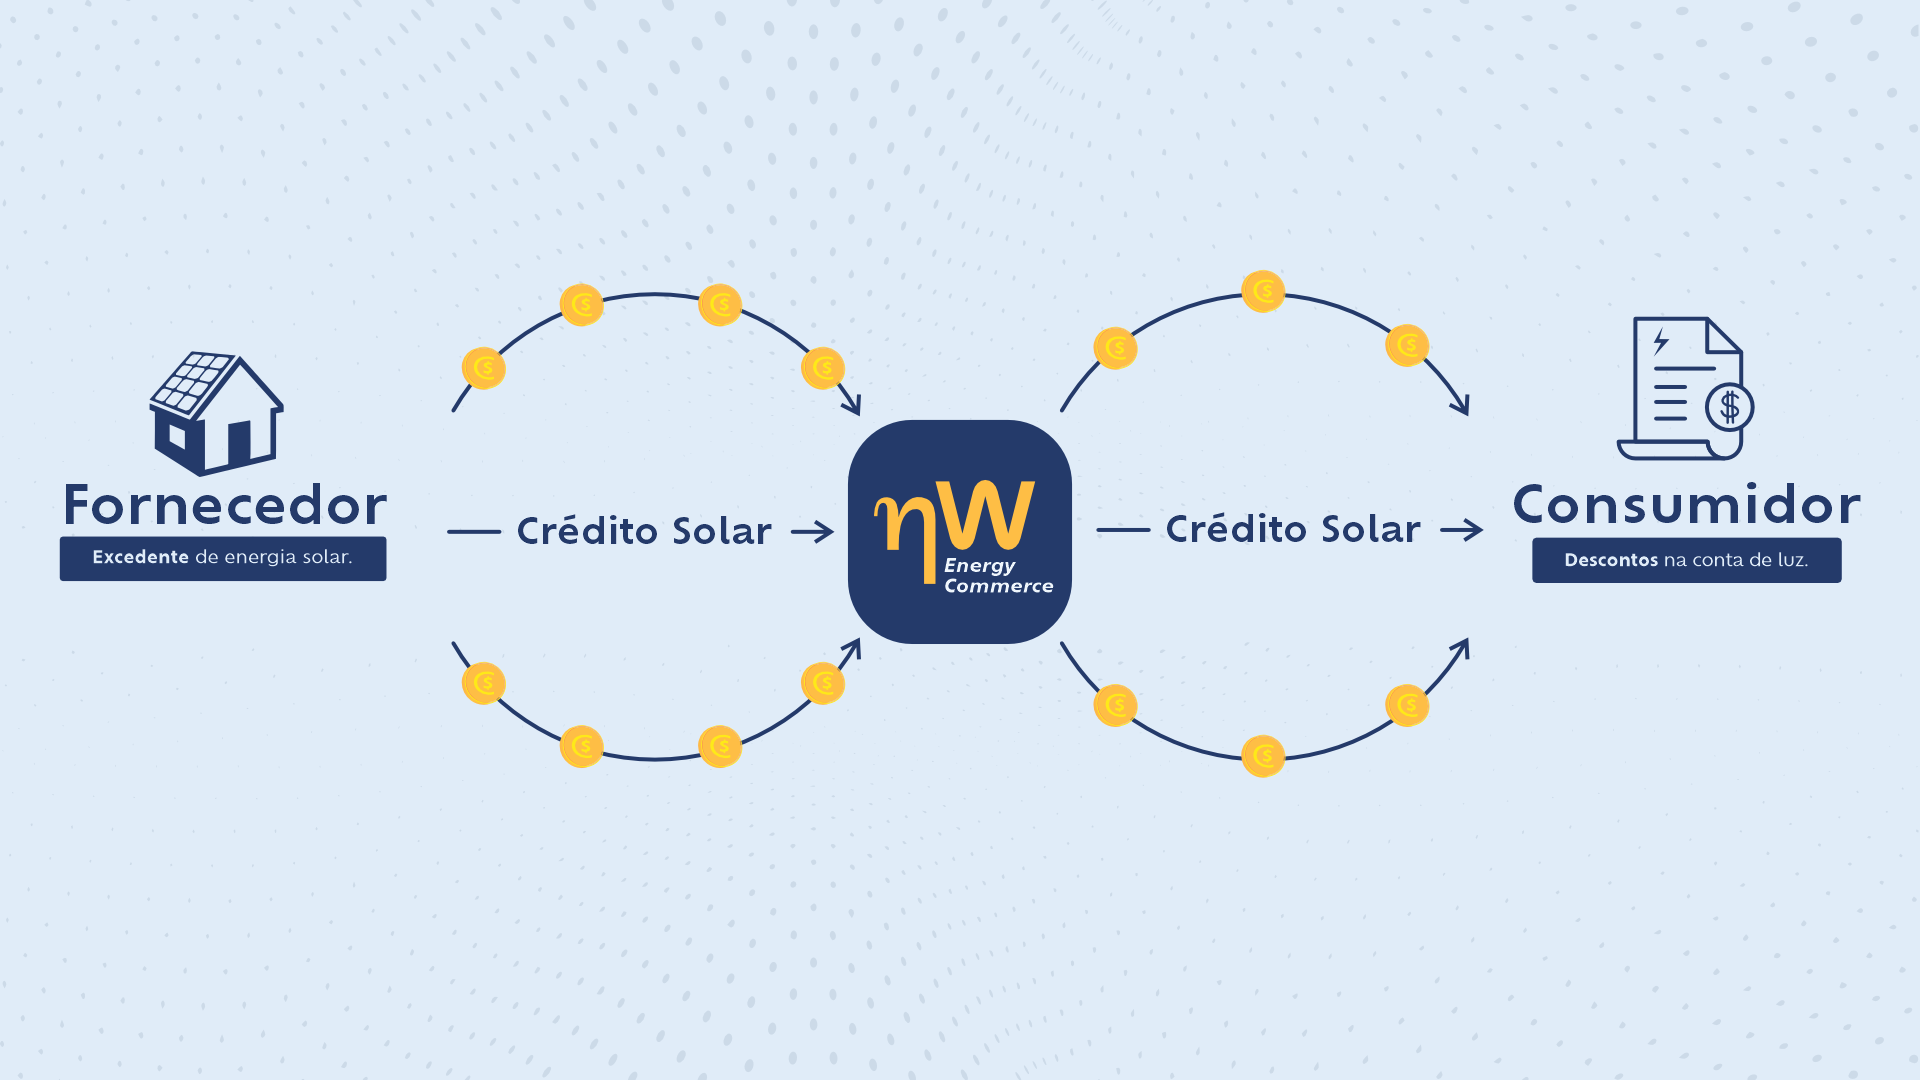 Fornecedor
Excedente de energia solar.
Crédito Solar
ηW
Energy
Commerce
Crédito Solar
Consumidor
Descontos na conta de luz.